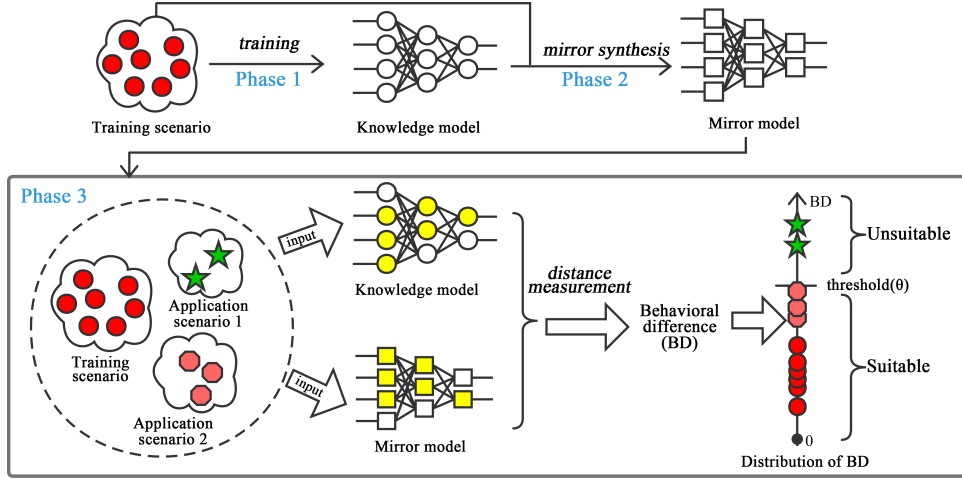 training
Phase 1
mirror synthesis
Phase 2
Training scenario
Knowledge model
Mirror model
Phase 3
input
Application
scenario 1
Training
scenario
Application
scenario 2
input
Knowledge model
Mirror model
distance
measurement
Behavioral
difference
(BD)
BD
Unsuitable
threshold(θ)
Suitable
0
Distribution of BD